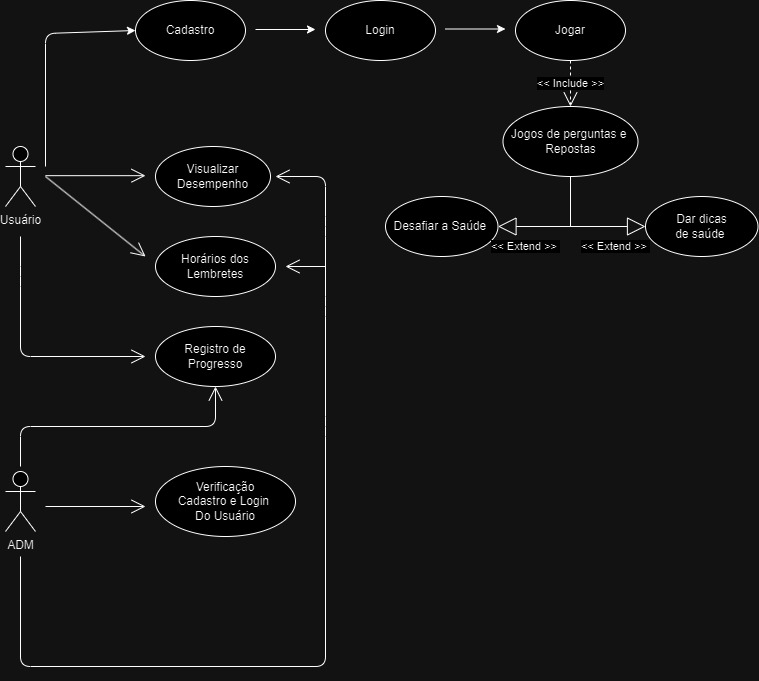 Cadastro
Login
Jogar
<< Include >>
Jogos de perguntas e
Repostas
Visualizar
Desempenho
Usuário
Desafiar a Saúde
Dar dicas
de saúde
<< Extend >>
<< Extend >>
Horários dos
Lembretes
Registro de
Progresso
Verificação
Cadastro e Login
Do Usuário
ADM